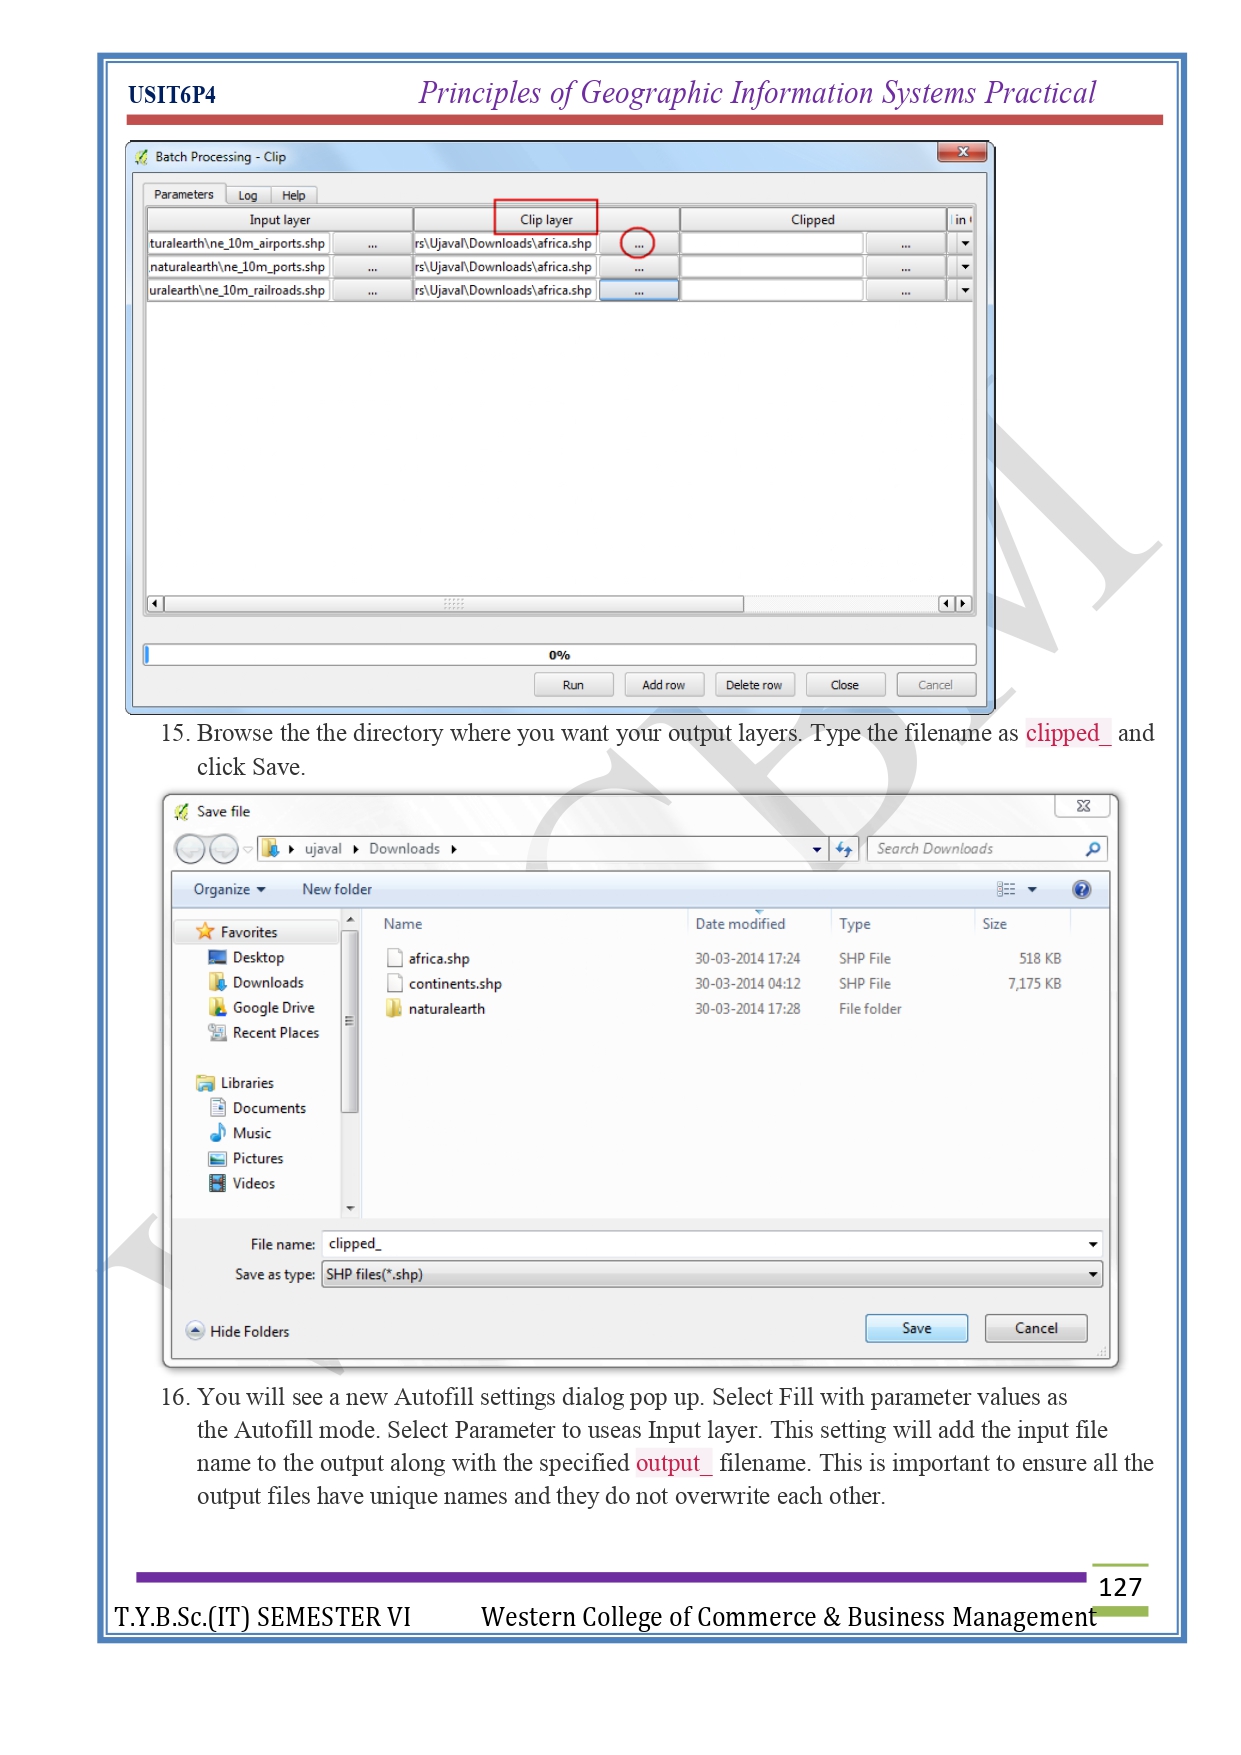 USIT6P4 Principles of Geographic Information Systems Practical
Batch Processing - Clip
Parameters Log Help
Input layer Clip layer Clipped in
turalearth\ne_10m_airports.shp ... rs\Ujaval\Downloads\africa.shp ... ...
naturalearth\ne_10m_ports.shp ... rs\Ujaval\Downloads\africa.shp ... ...
uralearth\ne_10m_railroads.shp ... rs\Ujaval\Downloads\africa.shp ... ...
0%
Run Add row Delete row Close Cancel
15. Browse the the directory where you want your output layers. Type the filename as clipped_ and
click Save.
Save file
ujaval Downloads Search Downloads
Organize New folder
Name Date modified Type Size
Favorites
Desktop
Downloads
Google Drive
Recent Places
Libraries
Documents
Music
Pictures
Videos
africa.shp 30-03-2014 17:24 SHP File 518 KB
continents.shp 30-03-2014 04:12 SHP File 7,175 KB
naturalearth 30-03-2014 17:28 File folder
File name: clipped_
Save as type: SHP files(*.shp)
Hide Folders Save Cancel
16. You will see a new Autofill settings dialog pop up. Select Fill with parameter values as
the Autofill mode. Select Parameter to useas Input layer. This setting will add the input file
name to the output along with the specified output_ filename. This is important to ensure all the
output files have unique names and they do not overwrite each other.
127
T.Y.B.Sc.(IT) SEMESTER VI Western College of Commerce & Business Management